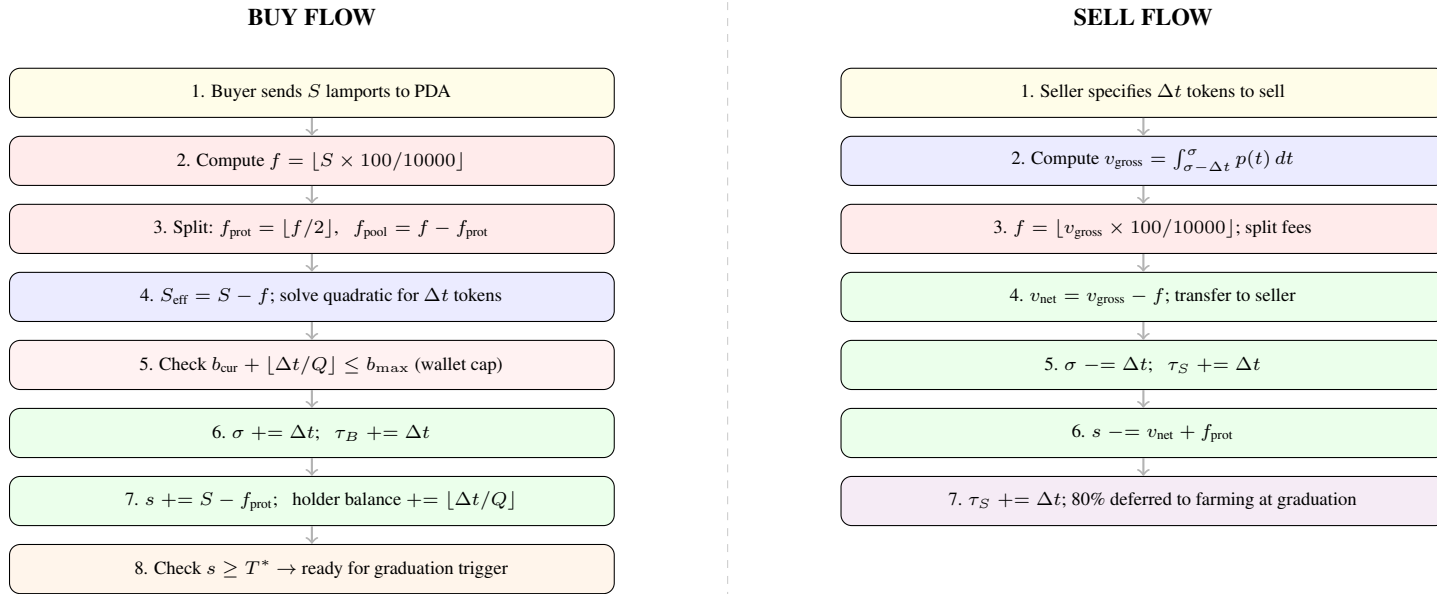 BUY FLOW
1. Buyer sends S lamports to PDA
2. Compute f = ⌊S × 100/10000⌋
3. Split: f_prot = ⌊f/2⌋, f_pool = f − f_prot
4. S_eff = S − f; solve quadratic for Δt tokens
5. Check b_cur + ⌊Δt/Q⌋ ≤ b_max (wallet cap)
6. σ += Δt; τ_B += Δt
7. s += S − f_prot; holder balance += ⌊Δt/Q⌋
8. Check s ≥ T* → ready for graduation trigger
SELL FLOW
1. Seller specifies Δt tokens to sell
2. Compute v_gross = ∫_{σ−Δt}^{σ} p(t) dt
3. f = ⌊v_gross × 100/10000⌋; split fees
4. v_net = v_gross − f; transfer to seller
5. σ −= Δt; τ_S += Δt
6. s −= v_net + f_prot
7. τ_S += Δt; 80% deferred to farming at graduation